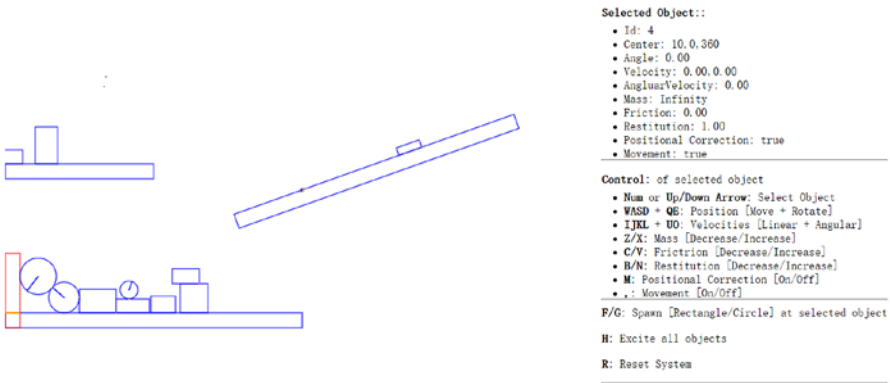 Selected Object::
• Id: 4
• Center: 10.0,360
• Angle: 0.00
• Velocity: 0.00,0.00
• AngluarVelocity: 0.00
• Mass: Infinity
• Friction: 0.00
• Restitution: 1.00
• Positional Correction: true
• Movement: true
Control: of selected object
• Num or Up/Down Arrow: Select Object
• WASD + QE: Position [Move + Rotate]
• IJKL + UO: Velocities [Linear + Angular]
• Z/X: Mass [Decrease/Increase]
• C/V: Frictrion [Decrease/Increase]
• B/N: Restitution [Decrease/Increase]
• M: Positional Correction [On/Off]
• ,: Movement [On/Off]
F/G: Spawn [Rectangle/Circle] at selected object
H: Excite all objects
R: Reset System